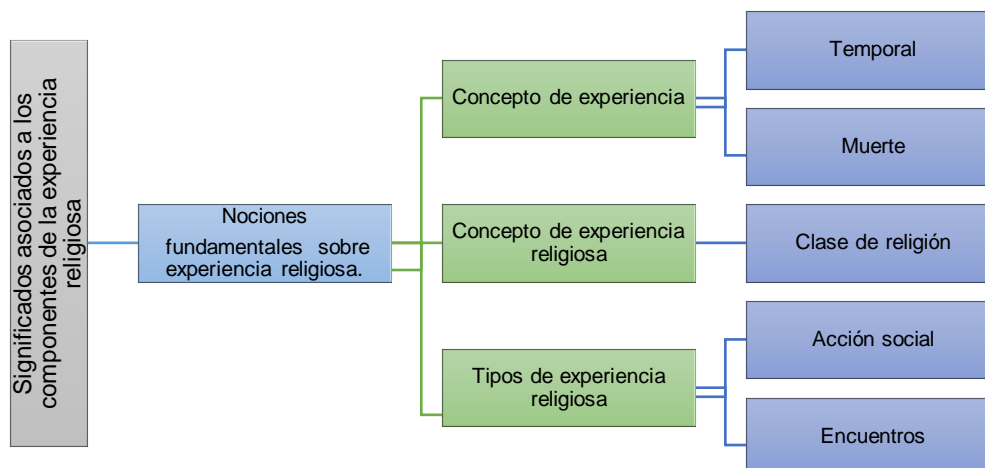 Significados asociados a los
componentes de la experiencia
religiosa
Nociones
fundamentales sobre
experiencia religiosa.
Concepto de experiencia
Temporal
Muerte
Concepto de experiencia
religiosa
Clase de religión
Tipos de experiencia
religiosa
Acción social
Encuentros